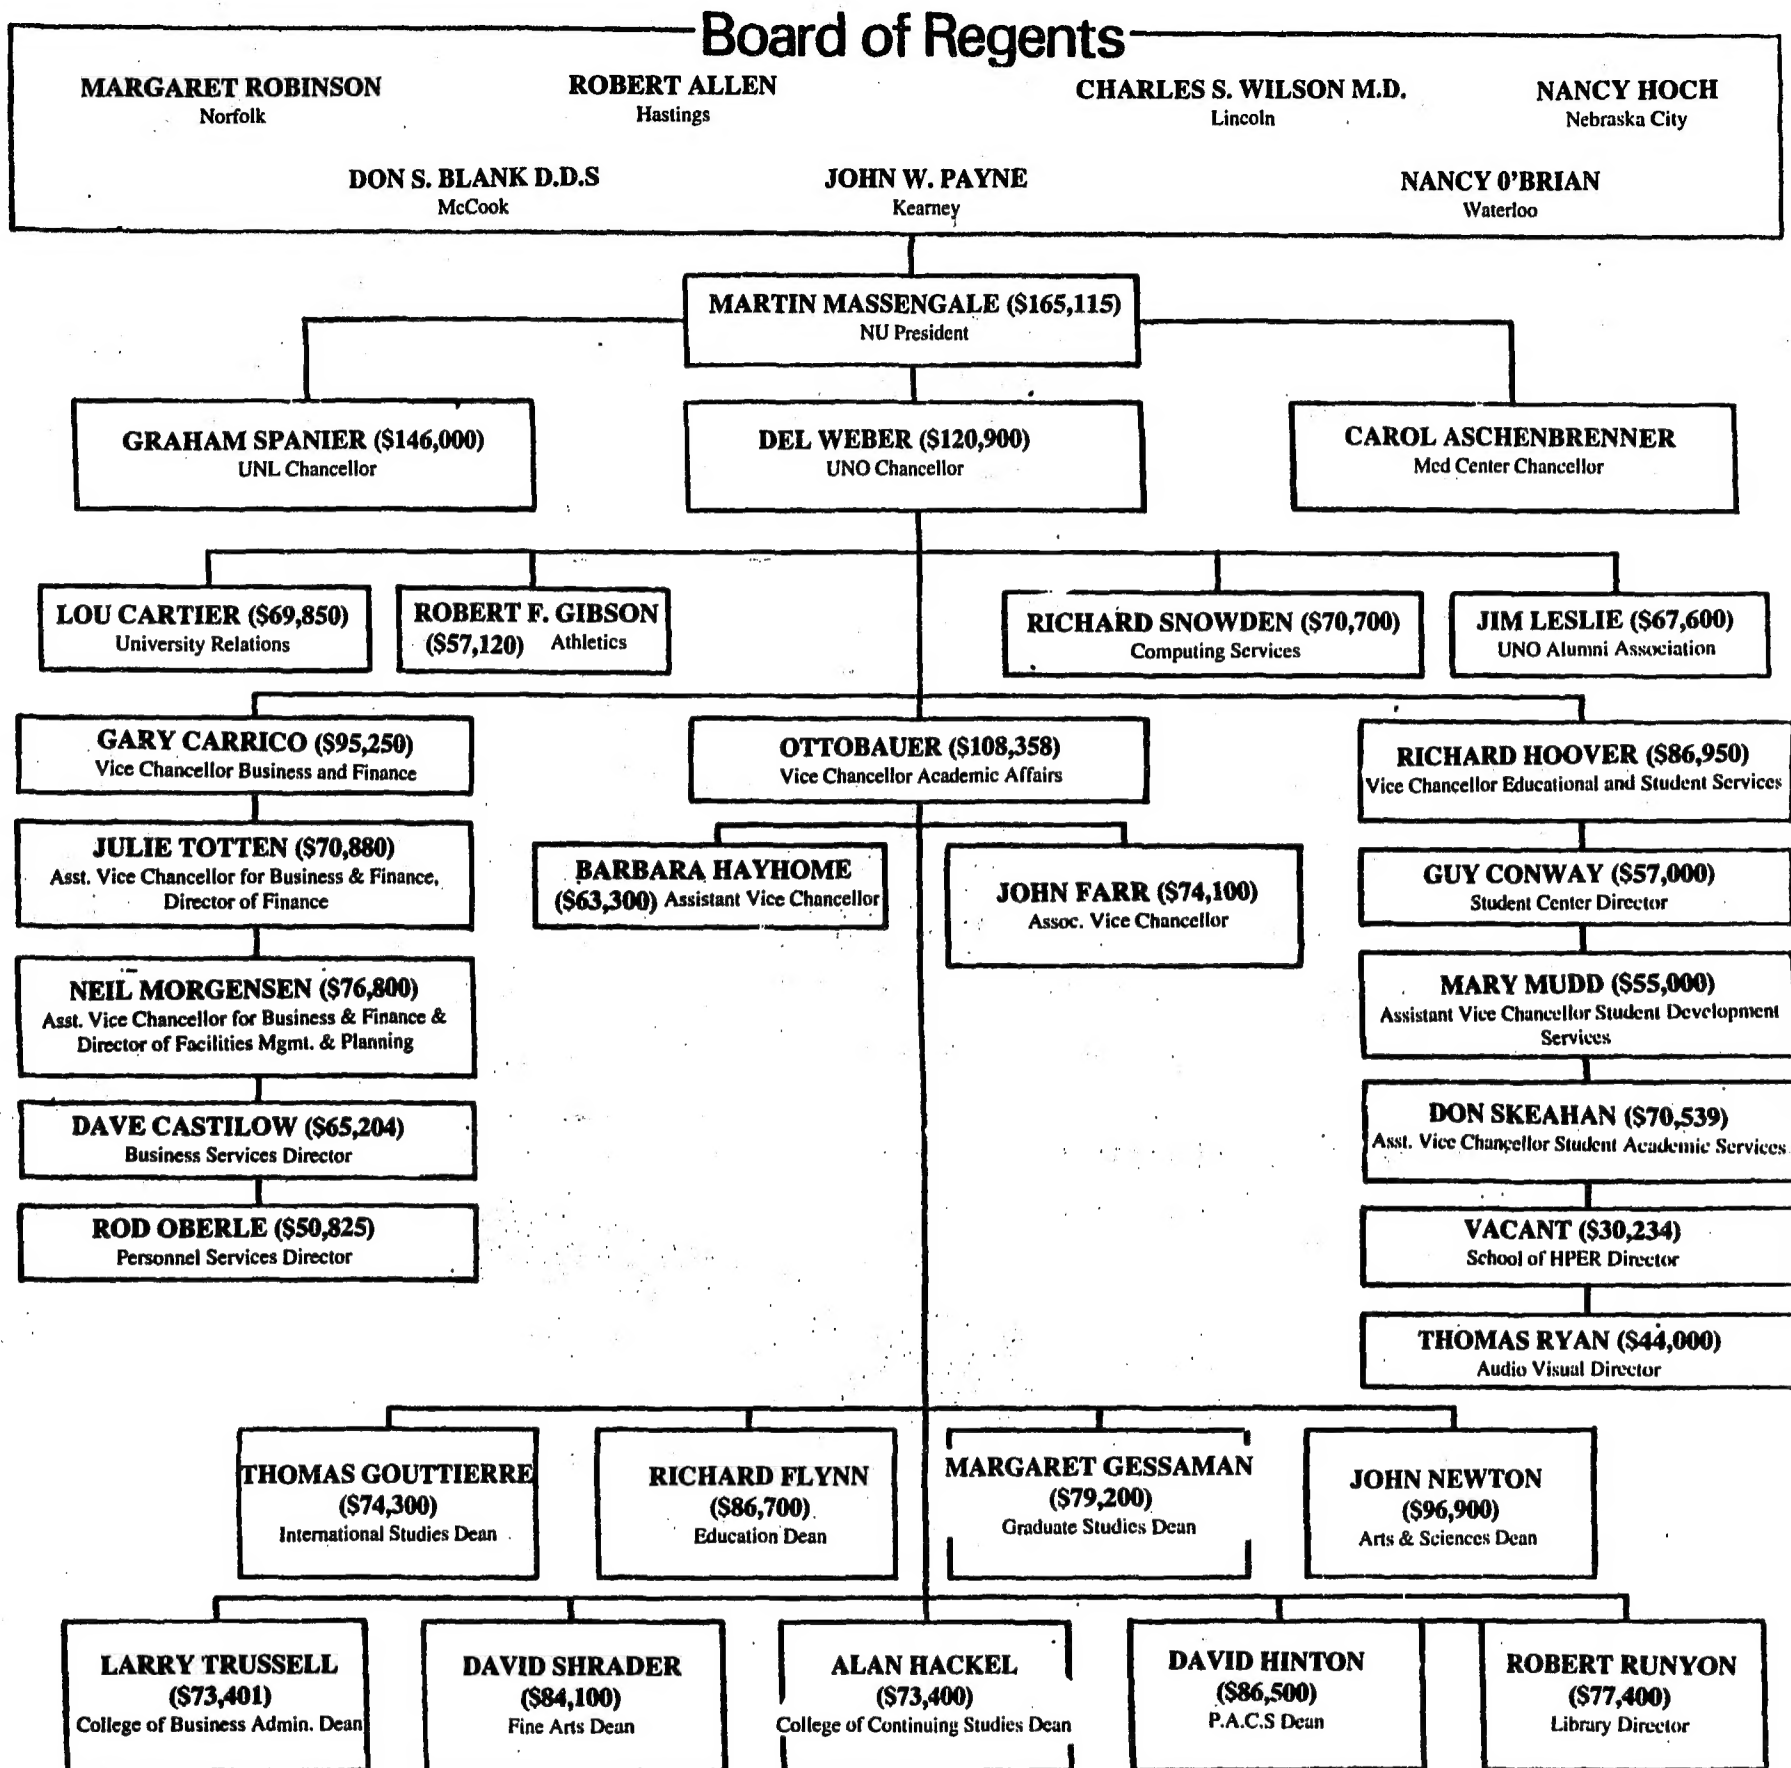 Board of Regents
MARGARET ROBINSON
Norfolk
ROBERT ALLEN
Hastings
CHARLES S. WILSON M.D.
Lincoln
NANCY HOCH
Nebraska City
DON S. BLANK D.D.S
McCook
JOHN W. PAYNE
Kearney
NANCY O'BRIAN
Waterloo
MARTIN MASSENGALE ($165,115)
NU President
GRAHAM SPANIER ($146,000)
UNL Chancellor
DEL WEBER ($120,900)
UNO Chancellor
CAROL ASCHENBRENNER
Med Center Chancellor
LOU CARTIER ($69,850)
University Relations
ROBERT F. GIBSON
($57,120) Athletics
RICHARD SNOWDEN ($70,700)
Computing Services
JIM LESLIE ($67,600)
UNO Alumni Association
GARY CARRICO ($95,250)
Vice Chancellor Business and Finance
OTTOBAUER ($108,358)
Vice Chancellor Academic Affairs
RICHARD HOOVER ($86,950)
Vice Chancellor Educational and Student Services
JULIE TOTTEN ($70,880)
Asst. Vice Chancellor for Business & Finance,
Director of Finance
BARBARA HAYHOME
($63,300) Assistant Vice Chancellor
JOHN FARR ($74,100)
Assoc. Vice Chancellor
GUY CONWAY ($57,000)
Student Center Director
NEIL MORGENSEN ($76,800)
Asst. Vice Chancellor for Business & Finance &
Director of Facilities Mgmt. & Planning
MARY MUDD ($55,000)
Assistant Vice Chancellor Student Development
Services
DAVE CASTILOW ($65,204)
Business Services Director
DON SKEAHAN ($70,539)
Asst. Vice Chancellor Student Academic Services
ROD OBERLE ($50,825)
Personnel Services Director
VACANT ($30,234)
School of HPER Director
THOMAS RYAN ($44,000)
Audio Visual Director
THOMAS GOUTTIERRE
($74,300)
International Studies Dean
RICHARD FLYNN
($86,700)
Education Dean
MARGARET GESSAMAN
($79,200)
Graduate Studies Dean
JOHN NEWTON
($96,900)
Arts & Sciences Dean
LARRY TRUSSELL
($73,401)
College of Business Admin. Dean
DAVID SHRADER
($84,100)
Fine Arts Dean
ALAN HACKEL
($73,400)
College of Continuing Studies Dean
DAVID HINTON
($86,500)
P.A.C.S Dean
ROBERT RUNYON
($77,400)
Library Director